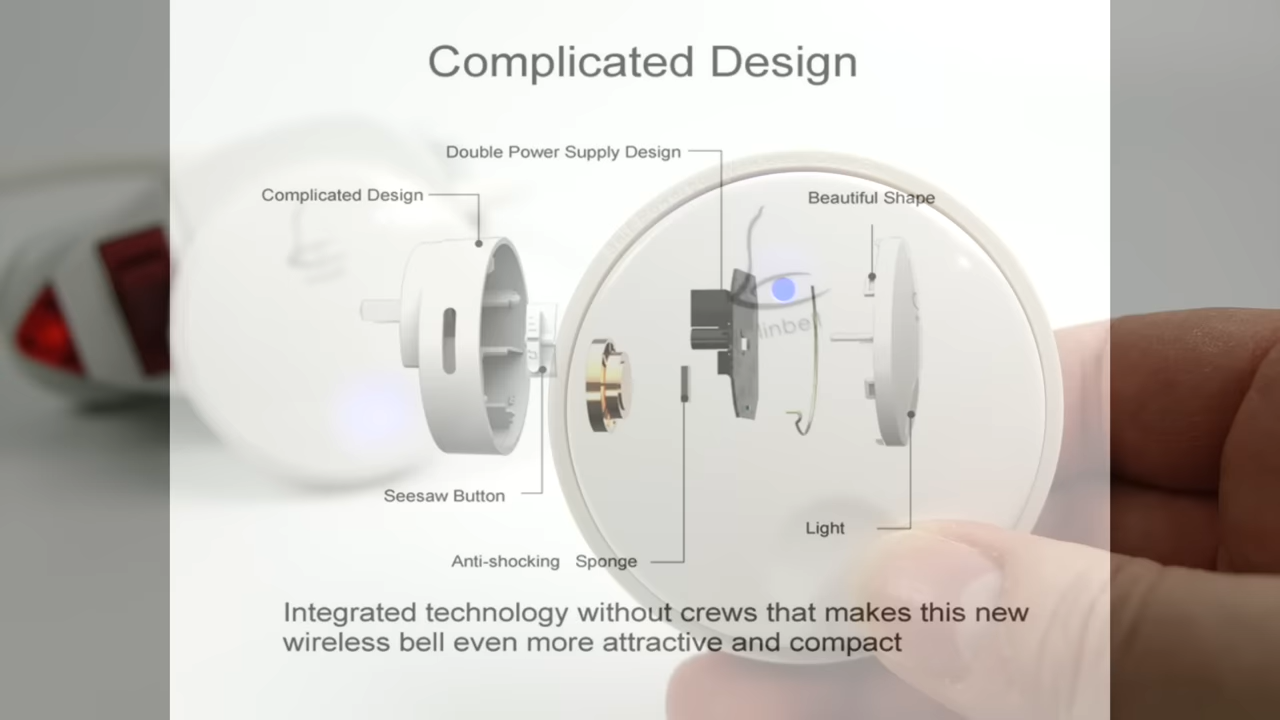 Complicated Design
Double Power Supply Design
Complicated Design
Beautiful Shape
linbell
Seesaw Button
Light
Anti-shocking Sponge
Integrated technology without crews that makes this new
wireless bell even more attractive and compact